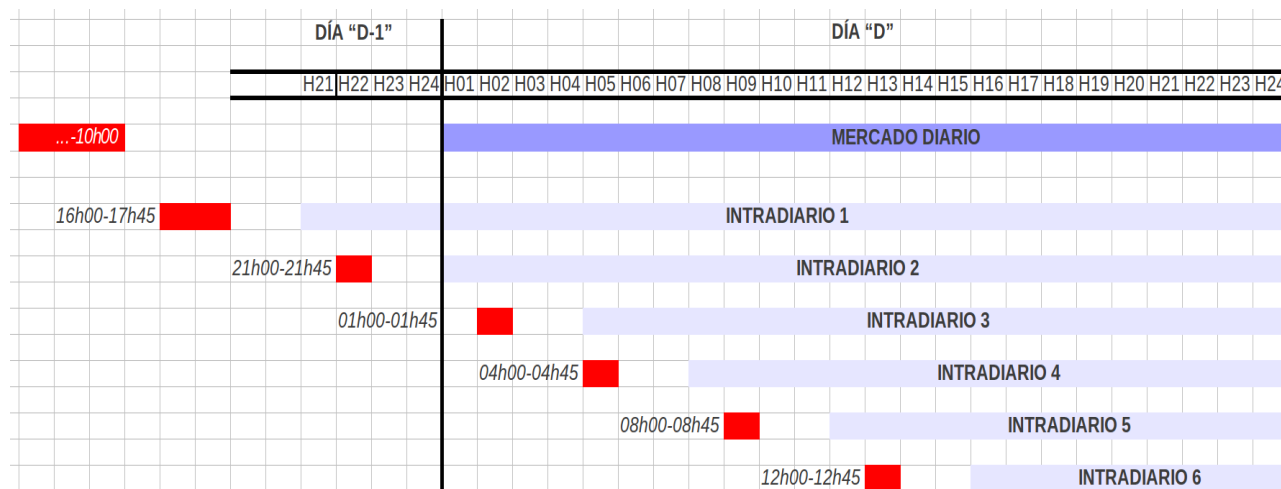 DÍA “D-1” DÍA “D”
H21 H22 H23 H24 H01 H02 H03 H04 H05 H06 H07 H08 H09 H10 H11 H12 H13 H14 H15 H16 H17 H18 H19 H20 H21 H22 H23 H24
...-10h00 MERCADO DIARIO
16h00-17h45 INTRADIARIO 1
21h00-21h45 INTRADIARIO 2
01h00-01h45 INTRADIARIO 3
04h00-04h45 INTRADIARIO 4
08h00-08h45 INTRADIARIO 5
12h00-12h45 INTRADIARIO 6